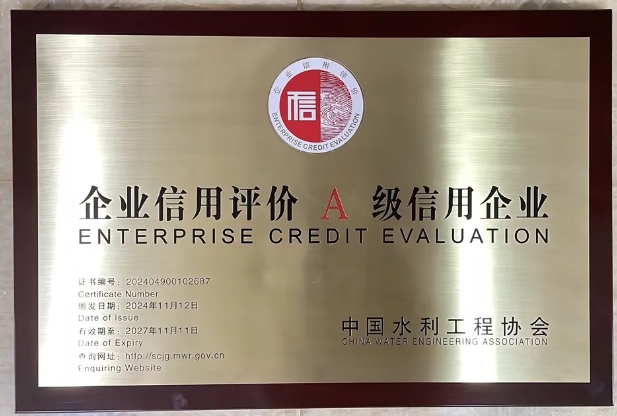 企业信用评价
信
ENTERPRISE CREDIT EVALUATION
企业信用评价 A 级信用企业
ENTERPRISE CREDIT EVALUATION
证书编号：202404900102687
Certificate Number
颁发日期：2024年11月12日
Date of Issue
有效期至：2027年11月11日
Date of Expiry
查询网址：http://scjg.mwr.gov.cn
Enquiring Website
中国水利工程协会
CHINA WATER ENGINEERING ASSOCIATION